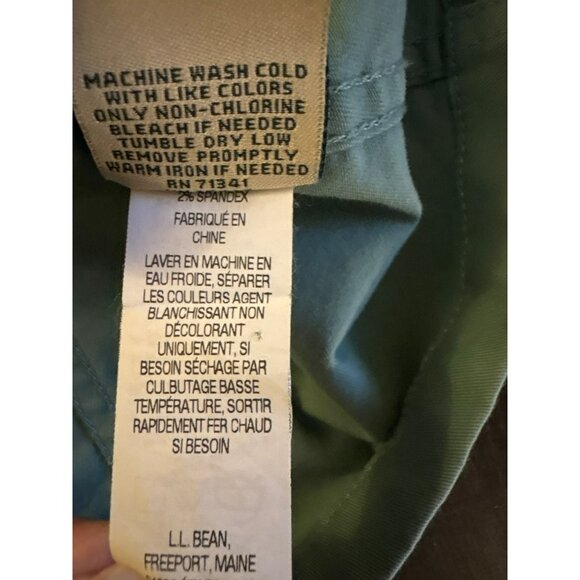 MACHINE WASH COLD
WITH LIKE COLORS
ONLY NON-CHLORINE
BLEACH IF NEEDED
TUMBLE DRY LOW
REMOVE PROMPTLY
WARM IRON IF NEEDED
RN 71341
2% SPANDEX
FABRIQUÉ EN
CHINE
LAVER EN MACHINE EN
EAU FROIDE, SÉPARER
LES COULEURS AGENT
BLANCHISSANT NON
DÉCOLORANT
UNIQUEMENT, SI
BESOIN SÉCHAGE PAR
CULBUTAGE BASSE
TEMPÉRATURE, SORTIR
RAPIDEMENT FER CHAUD
SI BESOIN
L.L. BEAN,
FREEPORT, MAINE